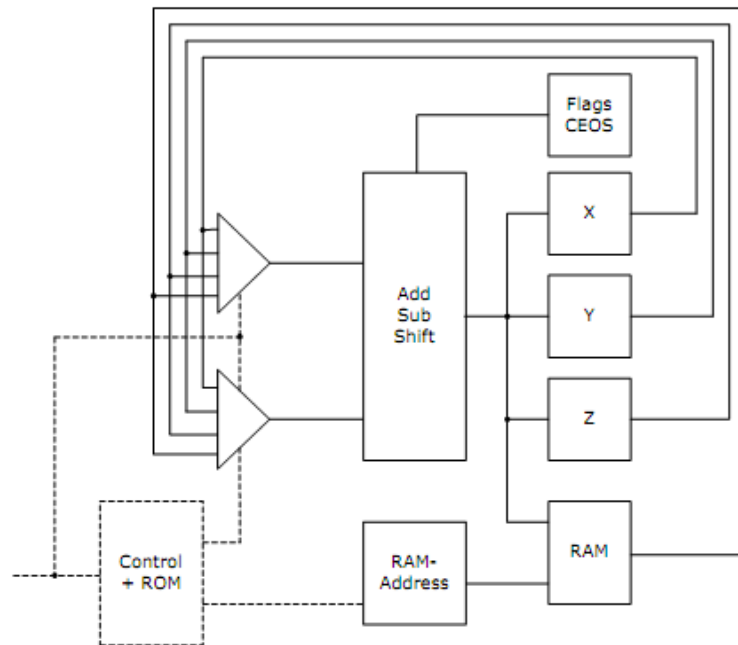 Flags
CEOS
X
Add
Sub
Shift
Y
Z
Control
+ ROM
RAM-
Address
RAM